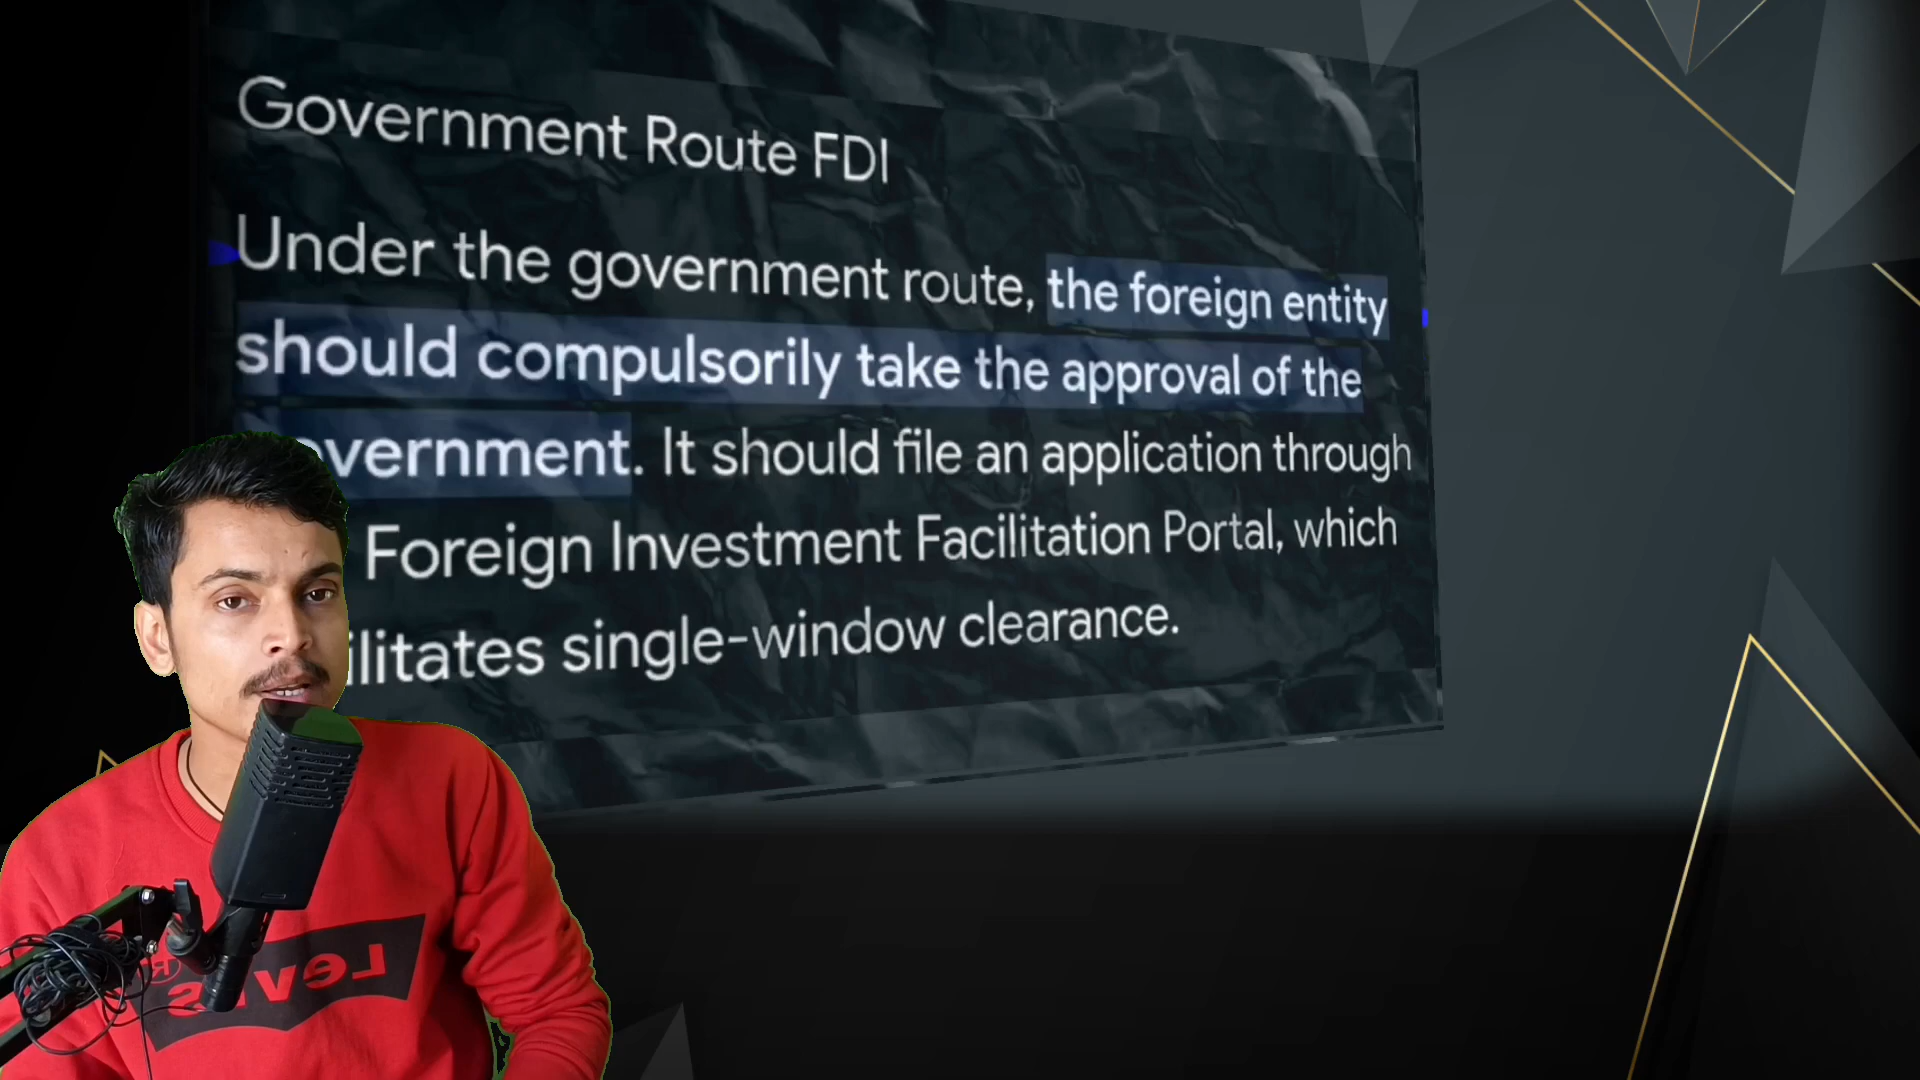 Government Route FDI
Under the government route, the foreign entity
should compulsorily take the approval of the
vernment. It should file an application through
Foreign Investment Facilitation Portal, which
ilitates single-window clearance.
Levi's